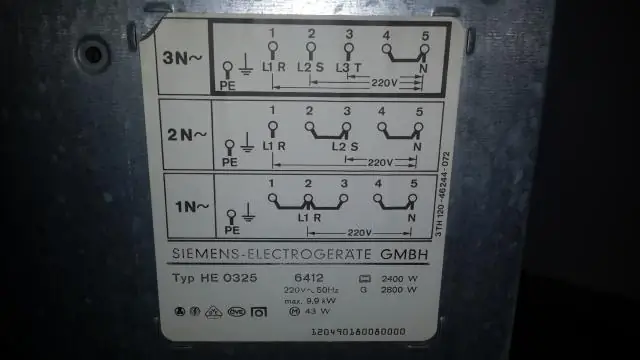 3N~
1 2 3 4 5
PE L1 R L2 S L3 T N
220V
2N~
1 2 3 4 5
PE L1 R L2 S N
220V
1N~
1 2 3 4 5
PE L1 R N
220V
3TH 120-46244-072
SIEMENS-ELECTROGERÄTE GMBH
Typ HE 0325 6412 2400 W
220V~50Hz G 2800 W
max. 9,9 kW
M 43 W
120490180080000